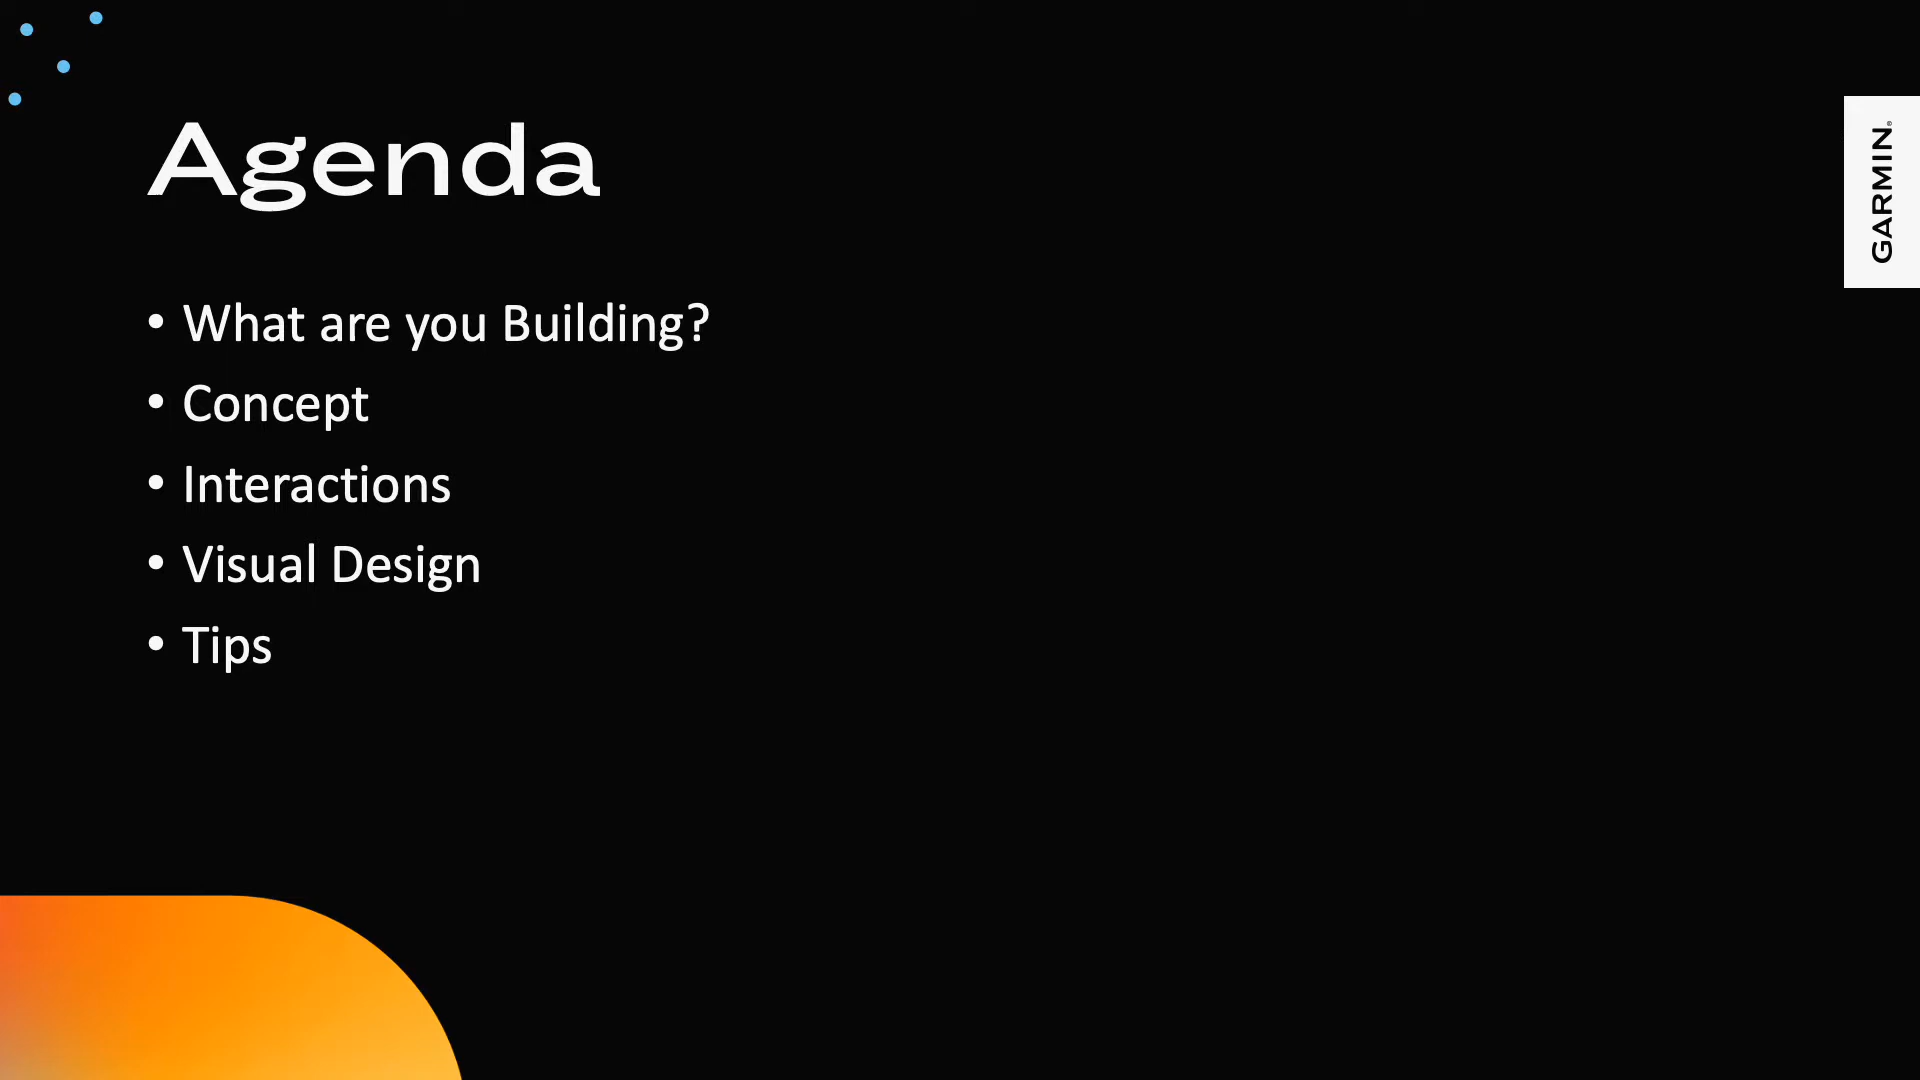 Agenda
• What are you Building?
• Concept
• Interactions
• Visual Design
• Tips
GARMIN®